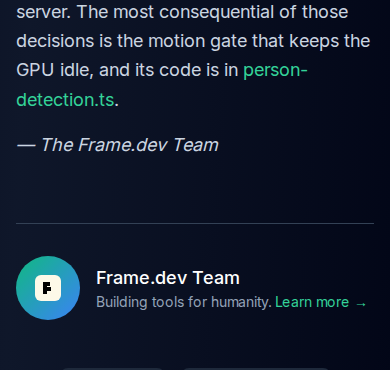 server. The most consequential of those
decisions is the motion gate that keeps the
GPU idle, and its code is in person-
detection.ts.
— The Frame.dev Team
F
Frame.dev Team
Building tools for humanity. Learn more →